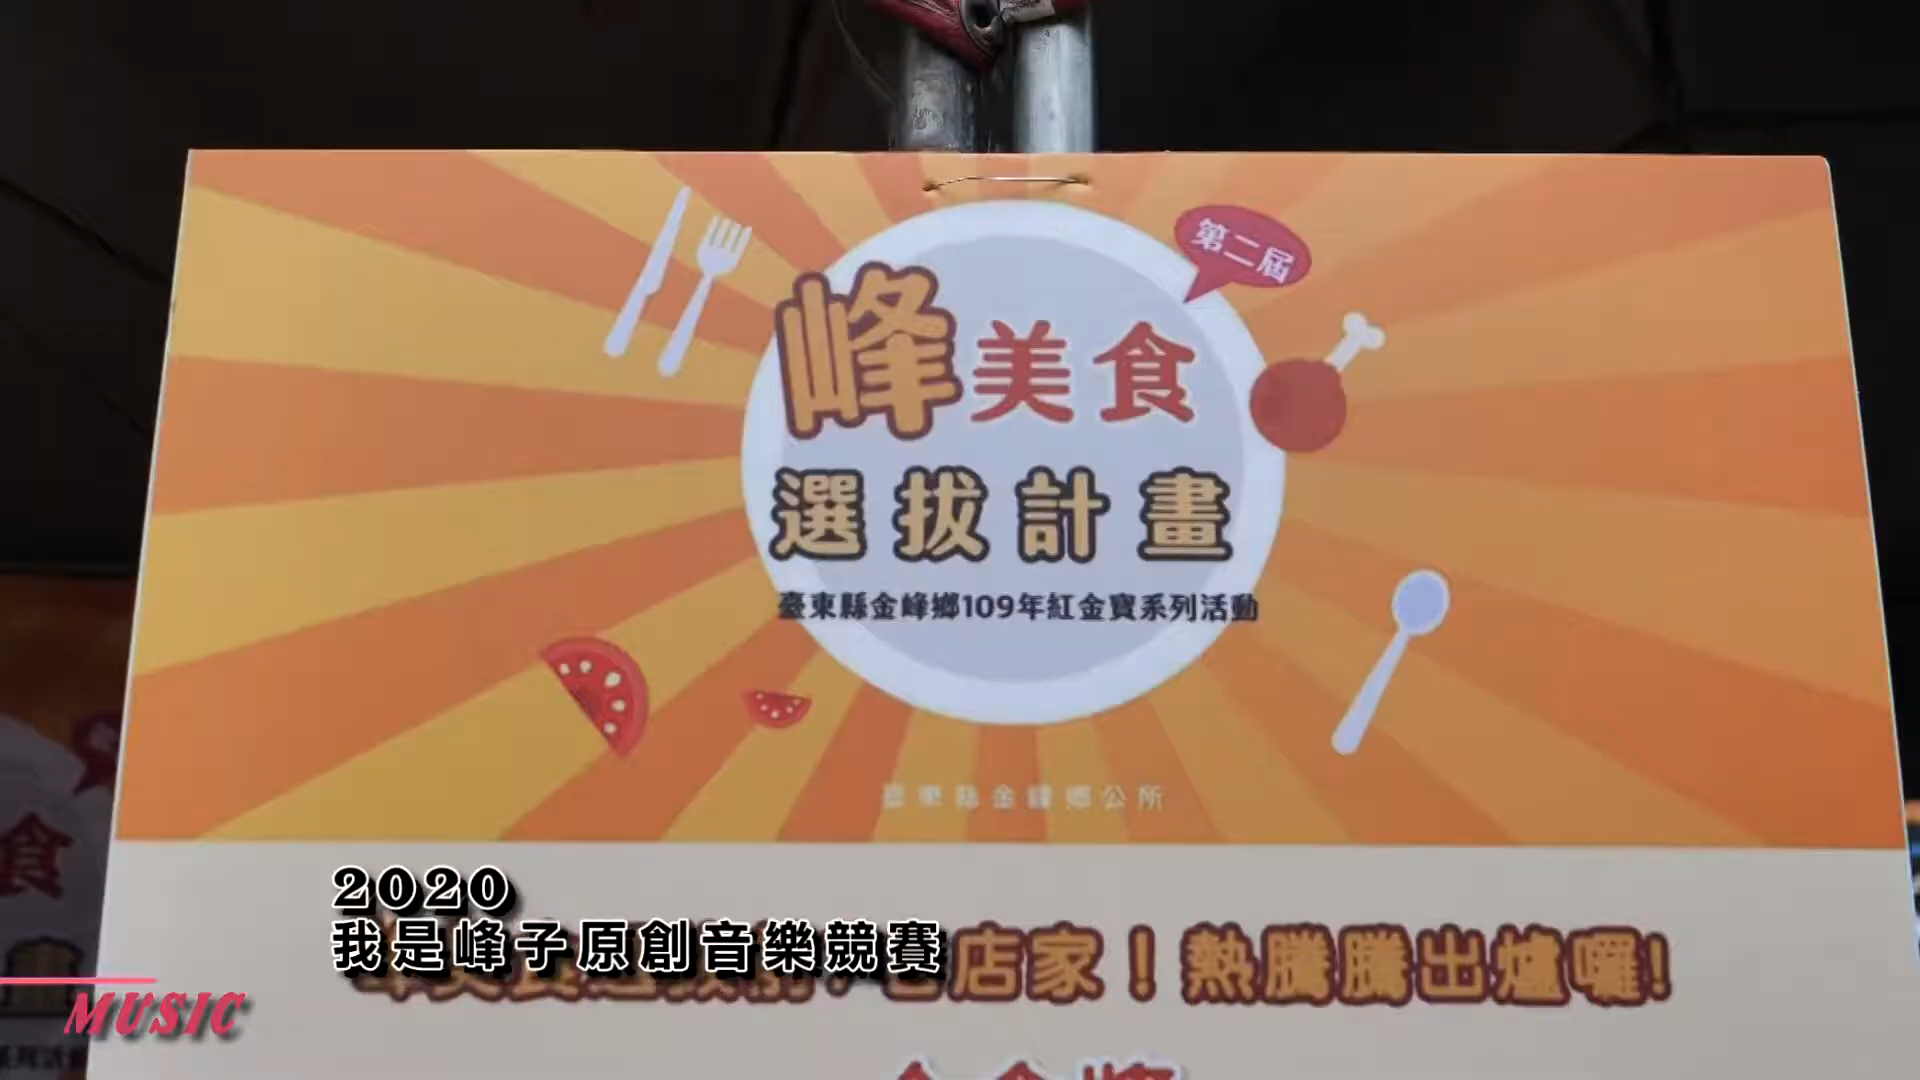 第二屆
峰美食
選拔計畫
臺東縣金峰鄉109年紅金寶系列活動
臺東縣金峰鄉公所
2020
我是峰子原創音樂競賽
店家！熱騰騰出爐囉!
MUSIC
食